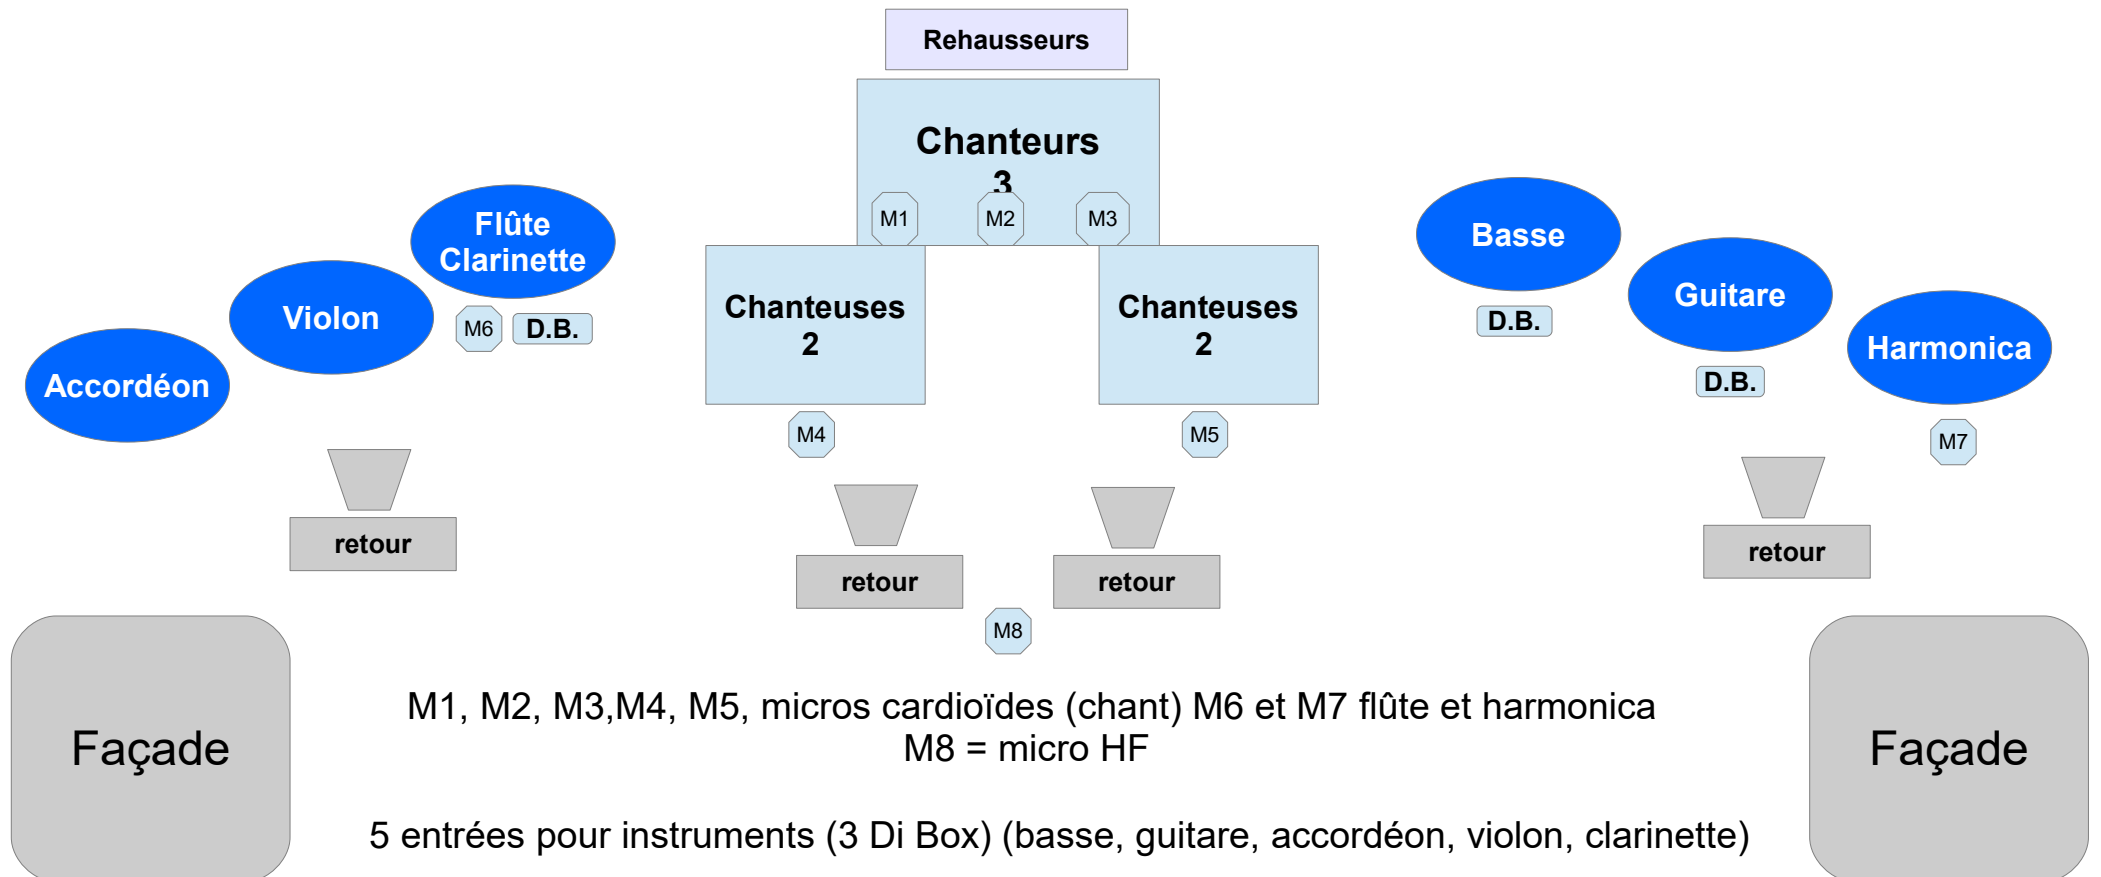 Rehausseurs
Chanteurs
3
M1
M2
M3
Flûte
Clarinette
Violon
Accordéon
M6
D.B.
Chanteuses
2
Chanteuses
2
Basse
Guitare
Harmonica
D.B.
D.B.
M4
M5
M7
retour
retour
retour
retour
M8
Façade
Façade
M1, M2, M3,M4, M5, micros cardioïdes (chant) M6 et M7 flûte et harmonica
M8 = micro HF
5 entrées pour instruments (3 Di Box) (basse, guitare, accordéon, violon, clarinette)